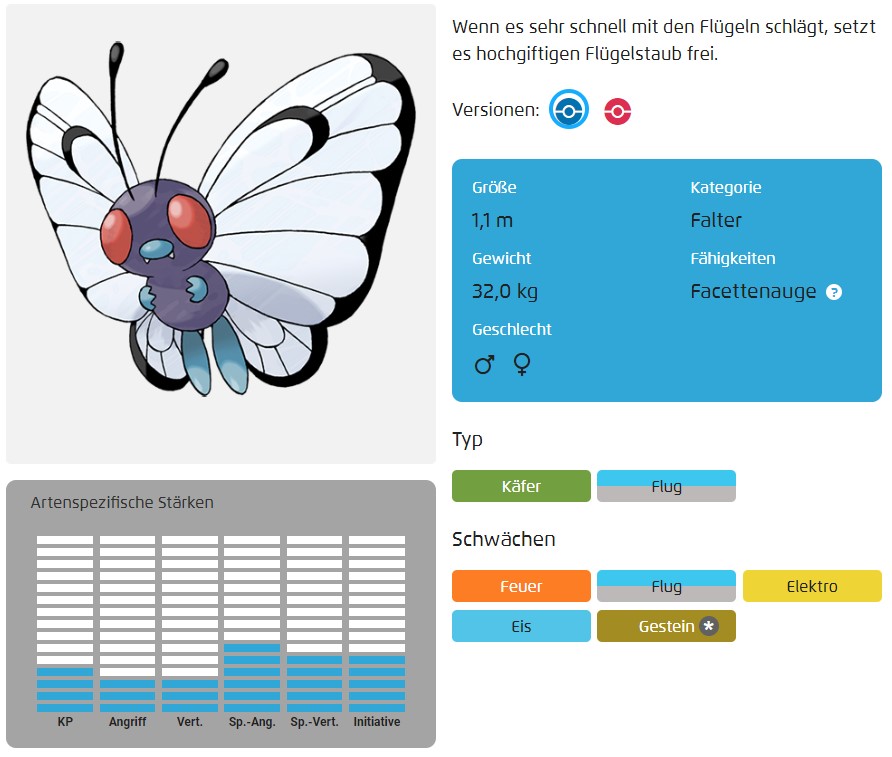 Wenn es sehr schnell mit den Flügeln schlägt, setzt
es hochgiftigen Flügelstaub frei.
Versionen:
Größe
1,1 m
Kategorie
Falter
Gewicht
32,0 kg
Fähigkeiten
Facettenauge ?
Geschlecht
♂ ♀
Typ
Käfer Flug
Schwächen
Feuer Flug Elektro
Eis Gestein *
Artenspezifische Stärken
KP Angriff Vert. Sp.-Ang. Sp.-Vert. Initiative